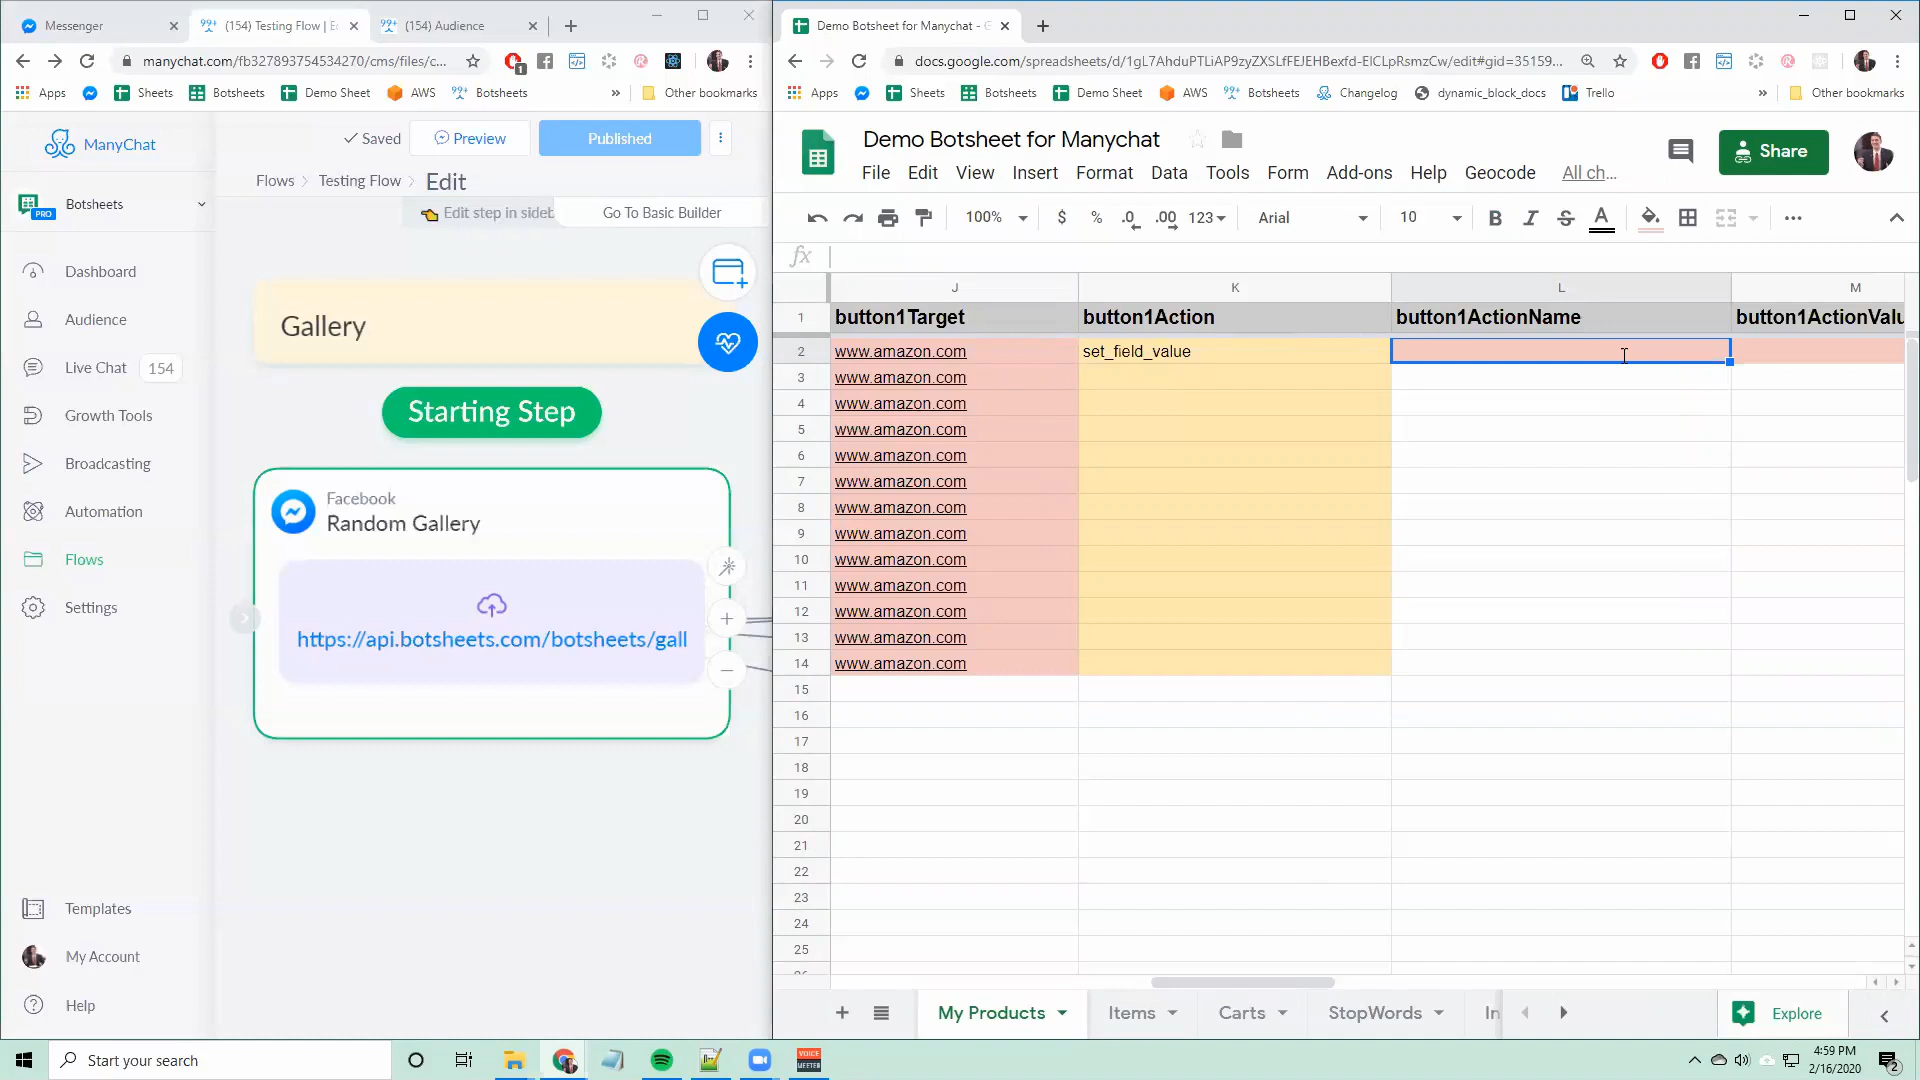 Messenger
(154) Testing Flow | E
(154) Audience
Demo Botsheet for Manychat - G
manychat.com/fb327893754534270/cms/files/c...
docs.google.com/spreadsheets/d/1gL7AhduPTLiAP9zyZXSLfFEJEHBexfd-ElCLpRsmzCw/edit#gid=35159...
Apps
Sheets
Botsheets
Demo Sheet
AWS
99+
Botsheets
»
Other bookmarks
Apps
Sheets
Botsheets
Demo Sheet
AWS
99+
Botsheets
Changelog
dynamic_block_docs
Trello
»
Other bookmarks
ManyChat
Saved
Preview
Published
Flows
Testing Flow
Edit
Edit step in sideb
Go To Basic Builder
PRO
Botsheets
Dashboard
Audience
Live Chat
154
Growth Tools
Broadcasting
Automation
Flows
Settings
Templates
My Account
Help
Gallery
Starting Step
Facebook
Random Gallery
https://api.botsheets.com/botsheets/gall
Demo Botsheet for Manychat
Share
File Edit View Insert Format Data Tools Form Add-ons Help Geocode All ch...
100% $ % .0 .00 123 Arial 10 B I S A
fx
J K L M
1 button1Target button1Action button1ActionName button1ActionValu
2 www.amazon.com set_field_value
3 www.amazon.com
4 www.amazon.com
5 www.amazon.com
6 www.amazon.com
7 www.amazon.com
8 www.amazon.com
9 www.amazon.com
10 www.amazon.com
11 www.amazon.com
12 www.amazon.com
13 www.amazon.com
14 www.amazon.com
15
16
17
18
19
20
21
22
23
24
25
My Products
Items
Carts
StopWords
In
Explore
Start your search
VOICE
MEETER
4:59 PM
2/16/2020
2